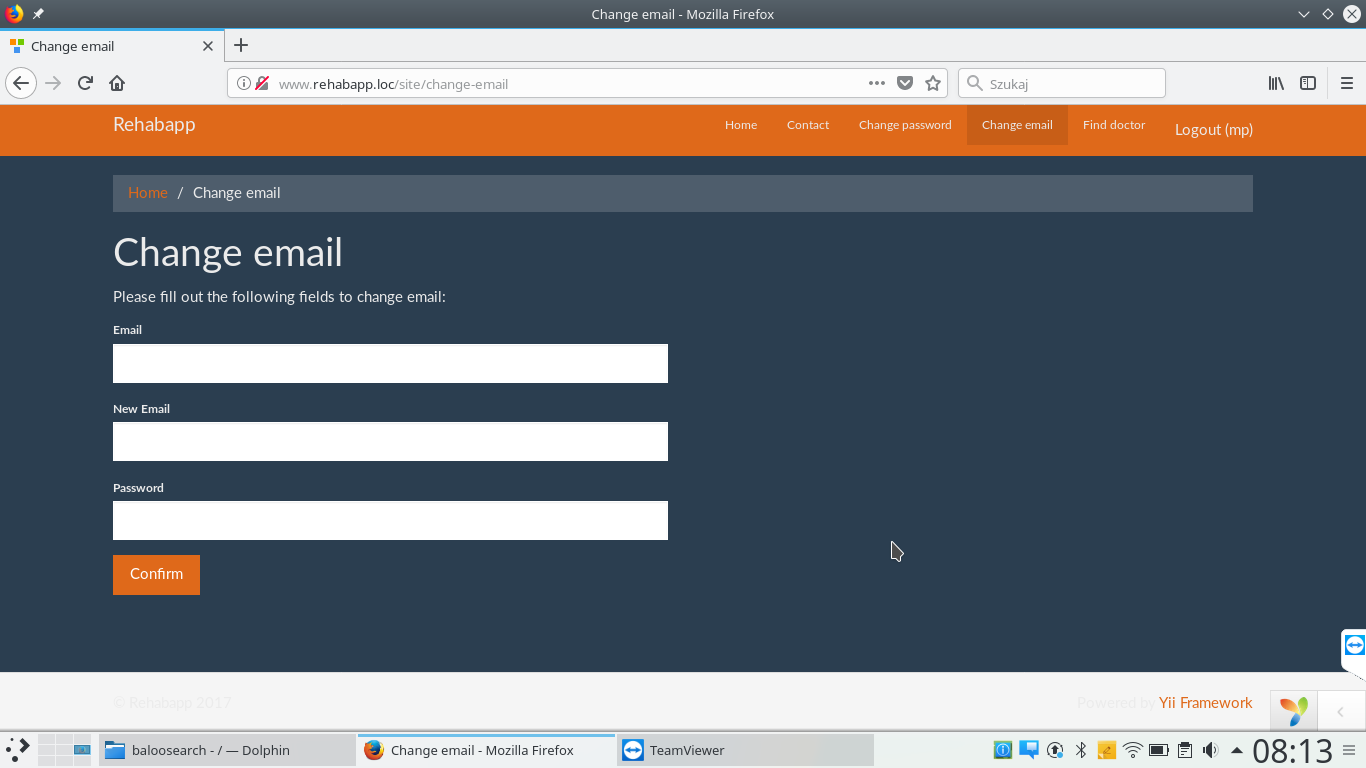 Change email - Mozilla Firefox
Change email
www.rehabapp.loc/site/change-email
Szukaj
Rehabapp
Home Contact Change password Change email Find doctor Logout (mp)
Home / Change email
Change email
Please fill out the following fields to change email:
Email
New Email
Password
Confirm
© Rehabapp 2017
Powered by Yii Framework
baloosearch - / — Dolphin
Change email - Mozilla Firefox
TeamViewer
08:13